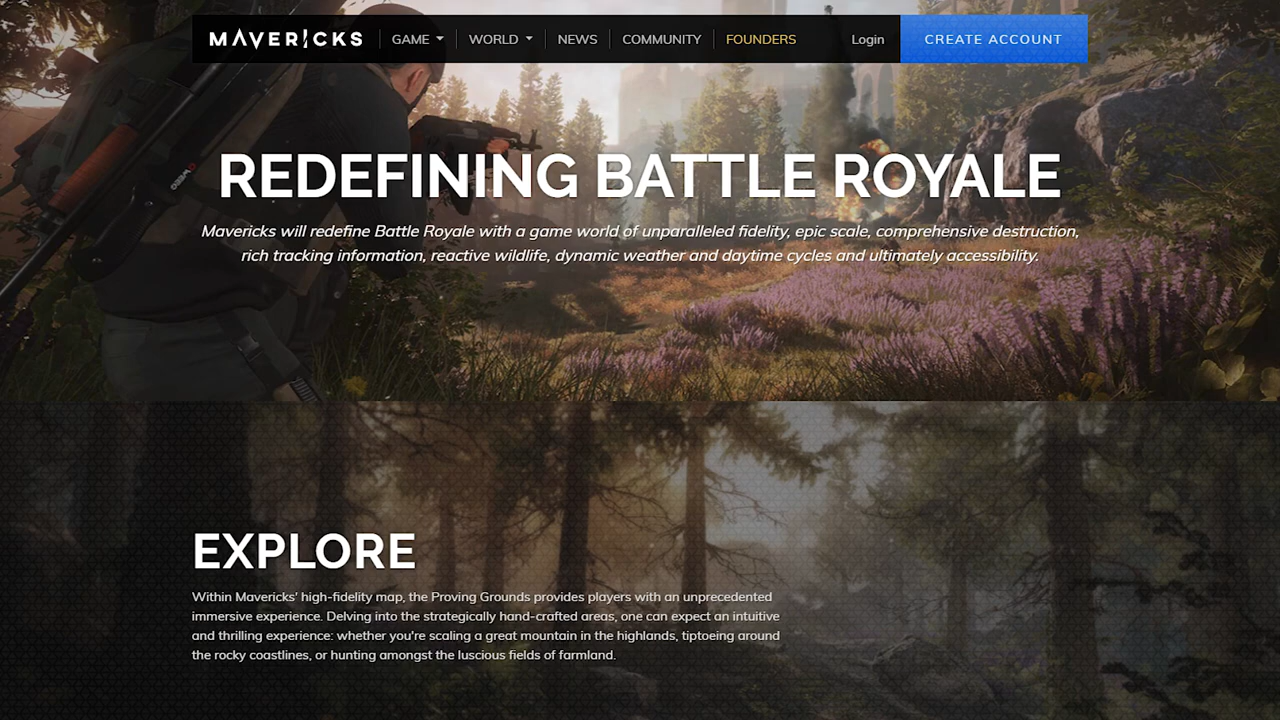 MAVERICKS GAME WORLD NEWS COMMUNITY FOUNDERS Login CREATE ACCOUNT
REDEFINING BATTLE ROYALE
Mavericks will redefine Battle Royale with a game world of unparalleled fidelity, epic scale, comprehensive destruction,
rich tracking information, reactive wildlife, dynamic weather and daytime cycles and ultimately accessibility.
EXPLORE
Within Mavericks' high-fidelity map, the Proving Grounds provides players with an unprecedented
immersive experience. Delving into the strategically hand-crafted areas, one can expect an intuitive
and thrilling experience: whether you're scaling a great mountain in the highlands, tiptoeing around
the rocky coastlines, or hunting amongst the luscious fields of farmland.